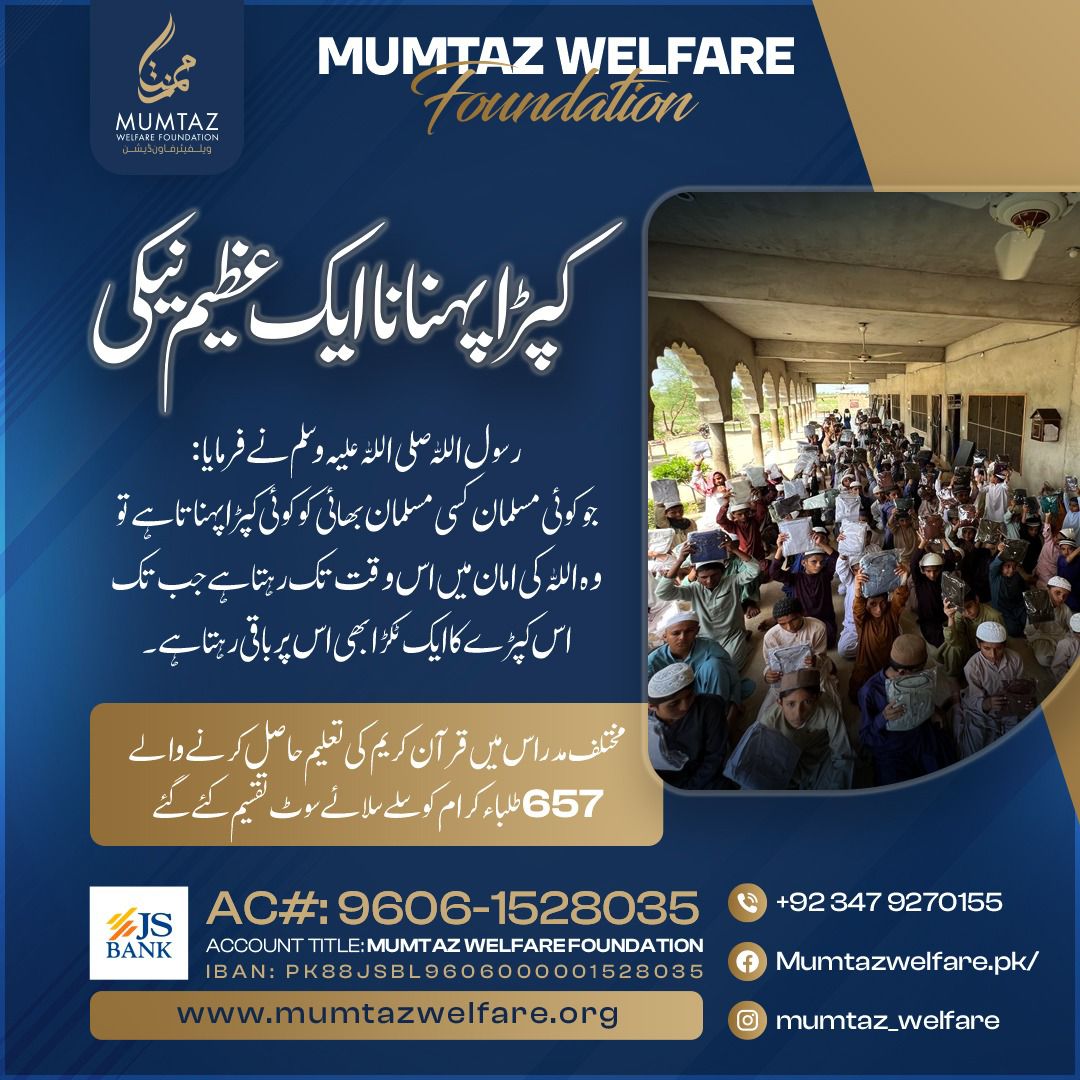 ممتاز
MUMTAZ
WELFARE FOUNDATION
ویلفیئر فاونڈیشن
MUMTAZ WELFARE
Foundation
کپڑا پہنانا ایک عظیم نیکی
رسول اللہ صلی اللہ علیہ وسلم نے فرمایا:
جو کوئی مسلمان کسی مسلمان بھائی کو کوئی کپڑا پہناتا ہے تو
وہ اللہ کی امان میں اس وقت تک رہتا ہے جب تک
اس کپڑے کا ایک ٹکڑا بھی اس پر باقی رہتا ہے۔
مختلف مدراس میں قرآن کریم کی تعلیم حاصل کرنے والے
657 طلباء کرام کو سلے سلائے سوٹ تقسیم کئے گئے
JS
BANK
AC#: 9606-1528035
ACCOUNT TITLE: MUMTAZ WELFARE FOUNDATION
IBAN: PK88JSBL9606000001528035
www.mumtazwelfare.org
+92 347 9270155
Mumtazwelfare.pk/
mumtaz_welfare